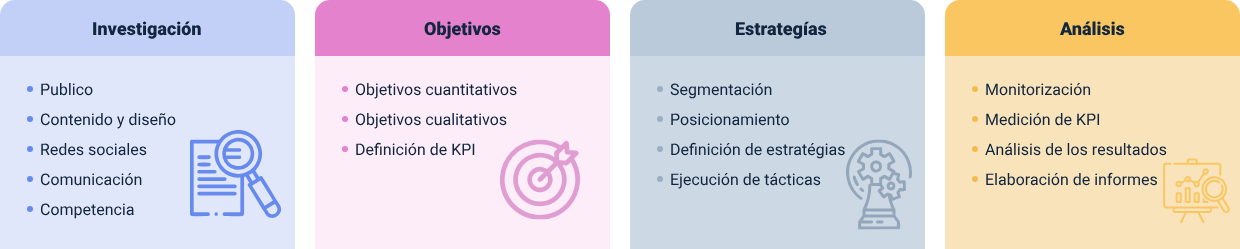 Investigación
Publico
Contenido y diseño
Redes sociales
Comunicación
Competencia
Objetivos
Objetivos cuantitativos
Objetivos cualitativos
Definición de KPI
Estrategías
Segmentación
Posicionamiento
Definición de estratégias
Ejecución de tácticas
Análisis
Monitorización
Medición de KPI
Análisis de los resultados
Elaboración de informes